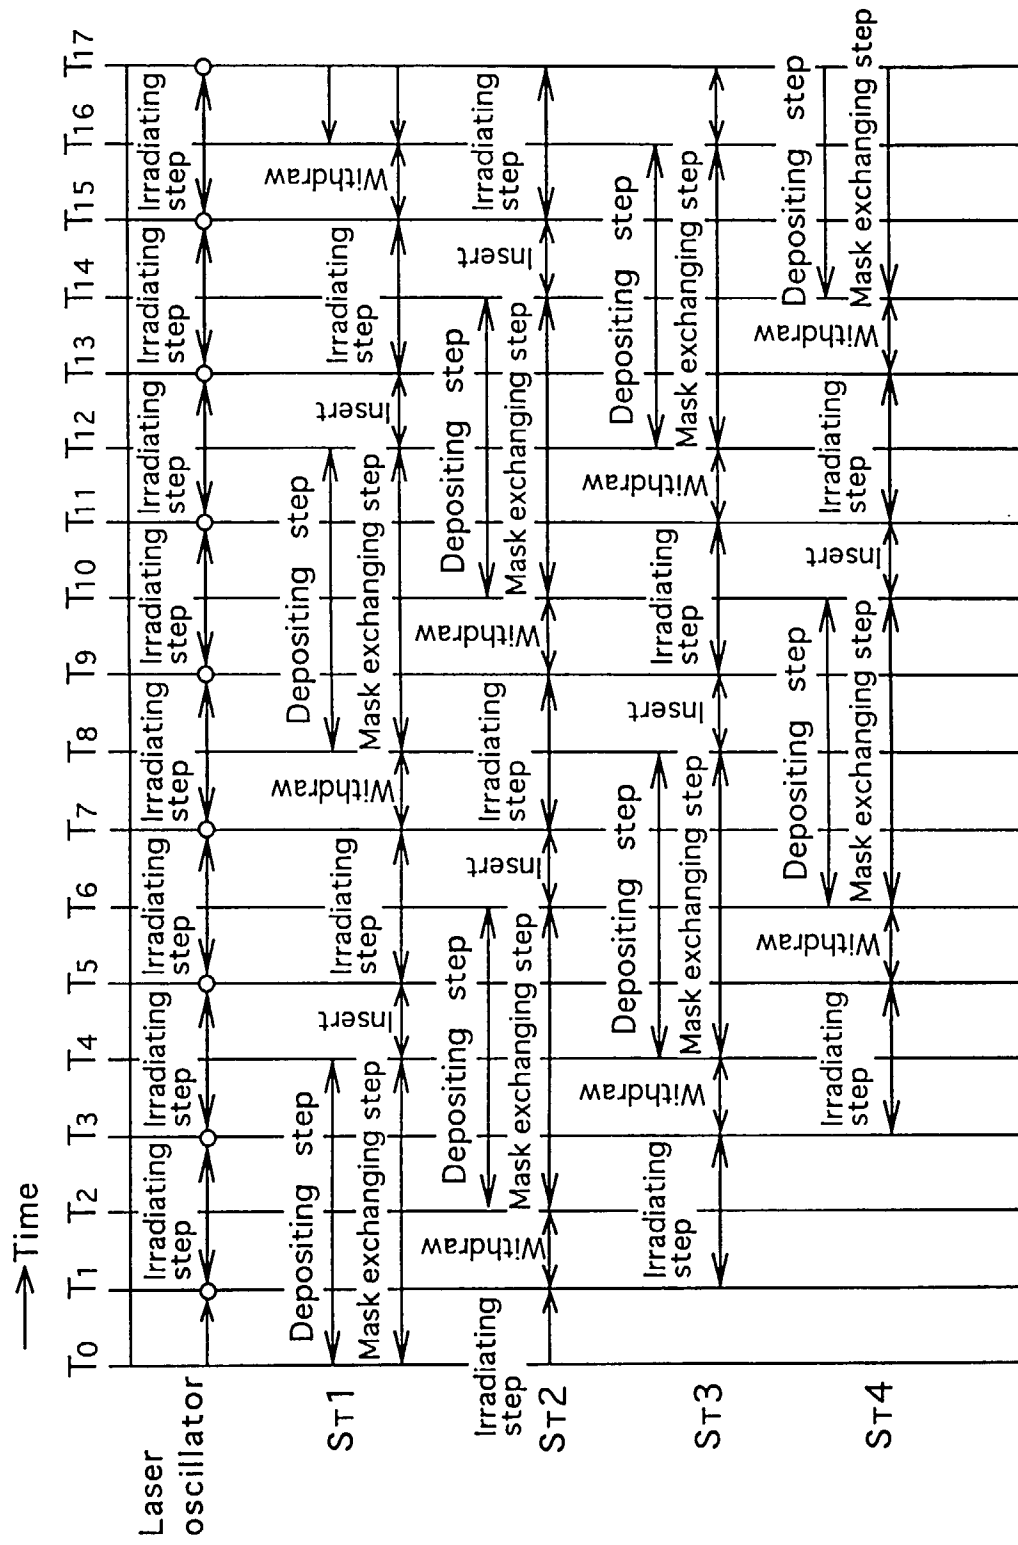 Time
T0 T1 T2 T3 T4 T5 T6 T7 T8 T9 T10 T11 T12 T13 T14 T15 T16 T17
Laser
oscillator
Irradiating
step
Irradiating
step
Irradiating
step
Irradiating
step
Irradiating
step
Irradiating
step
Irradiating
step
Irradiating
step
ST1
Depositing step
Mask exchanging step
Insert
Irradiating
step
Withdraw
Depositing step
Mask exchanging step
Insert
Irradiating
step
Withdraw
ST2
Irradiating
step
Withdraw
Depositing step
Mask exchanging step
Insert
Irradiating
step
Withdraw
Depositing step
Mask exchanging step
Insert
Irradiating
step
ST3
Irradiating
step
Withdraw
Depositing step
Mask exchanging step
Insert
Irradiating
step
Withdraw
Depositing step
Mask exchanging step
ST4
Irradiating
step
Withdraw
Depositing step
Mask exchanging step
Insert
Irradiating
step
Withdraw
Depositing step
Mask exchanging step